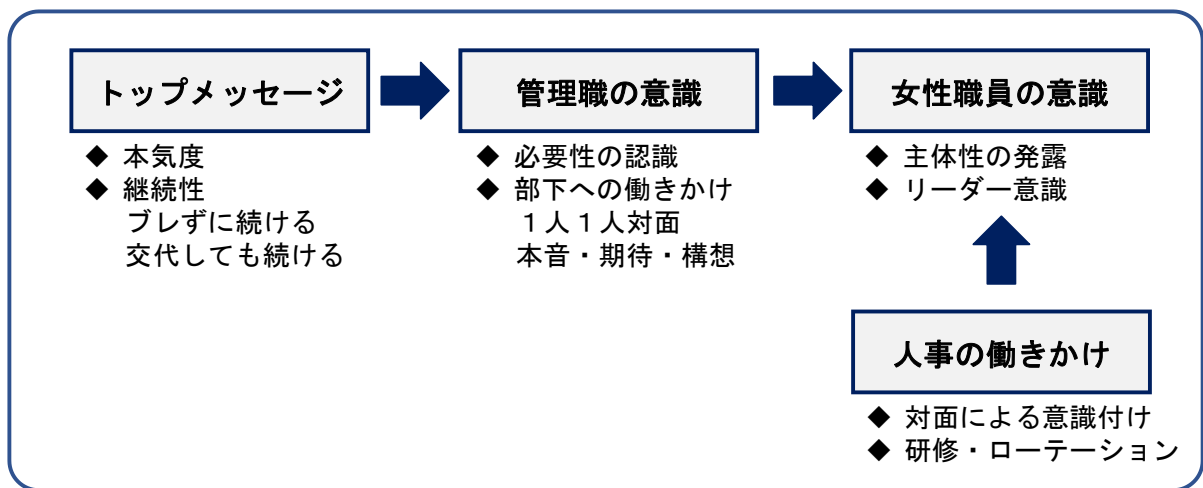 トップメッセージ
◆ 本気度
◆ 継続性
ブレずに続ける
交代しても続ける
管理職の意識
◆ 必要性の認識
◆ 部下への働きかけ
１人１人対面
本音・期待・構想
女性職員の意識
◆ 主体性の発露
◆ リーダー意識
人事の働きかけ
◆ 対面による意識付け
◆ 研修・ローテーション